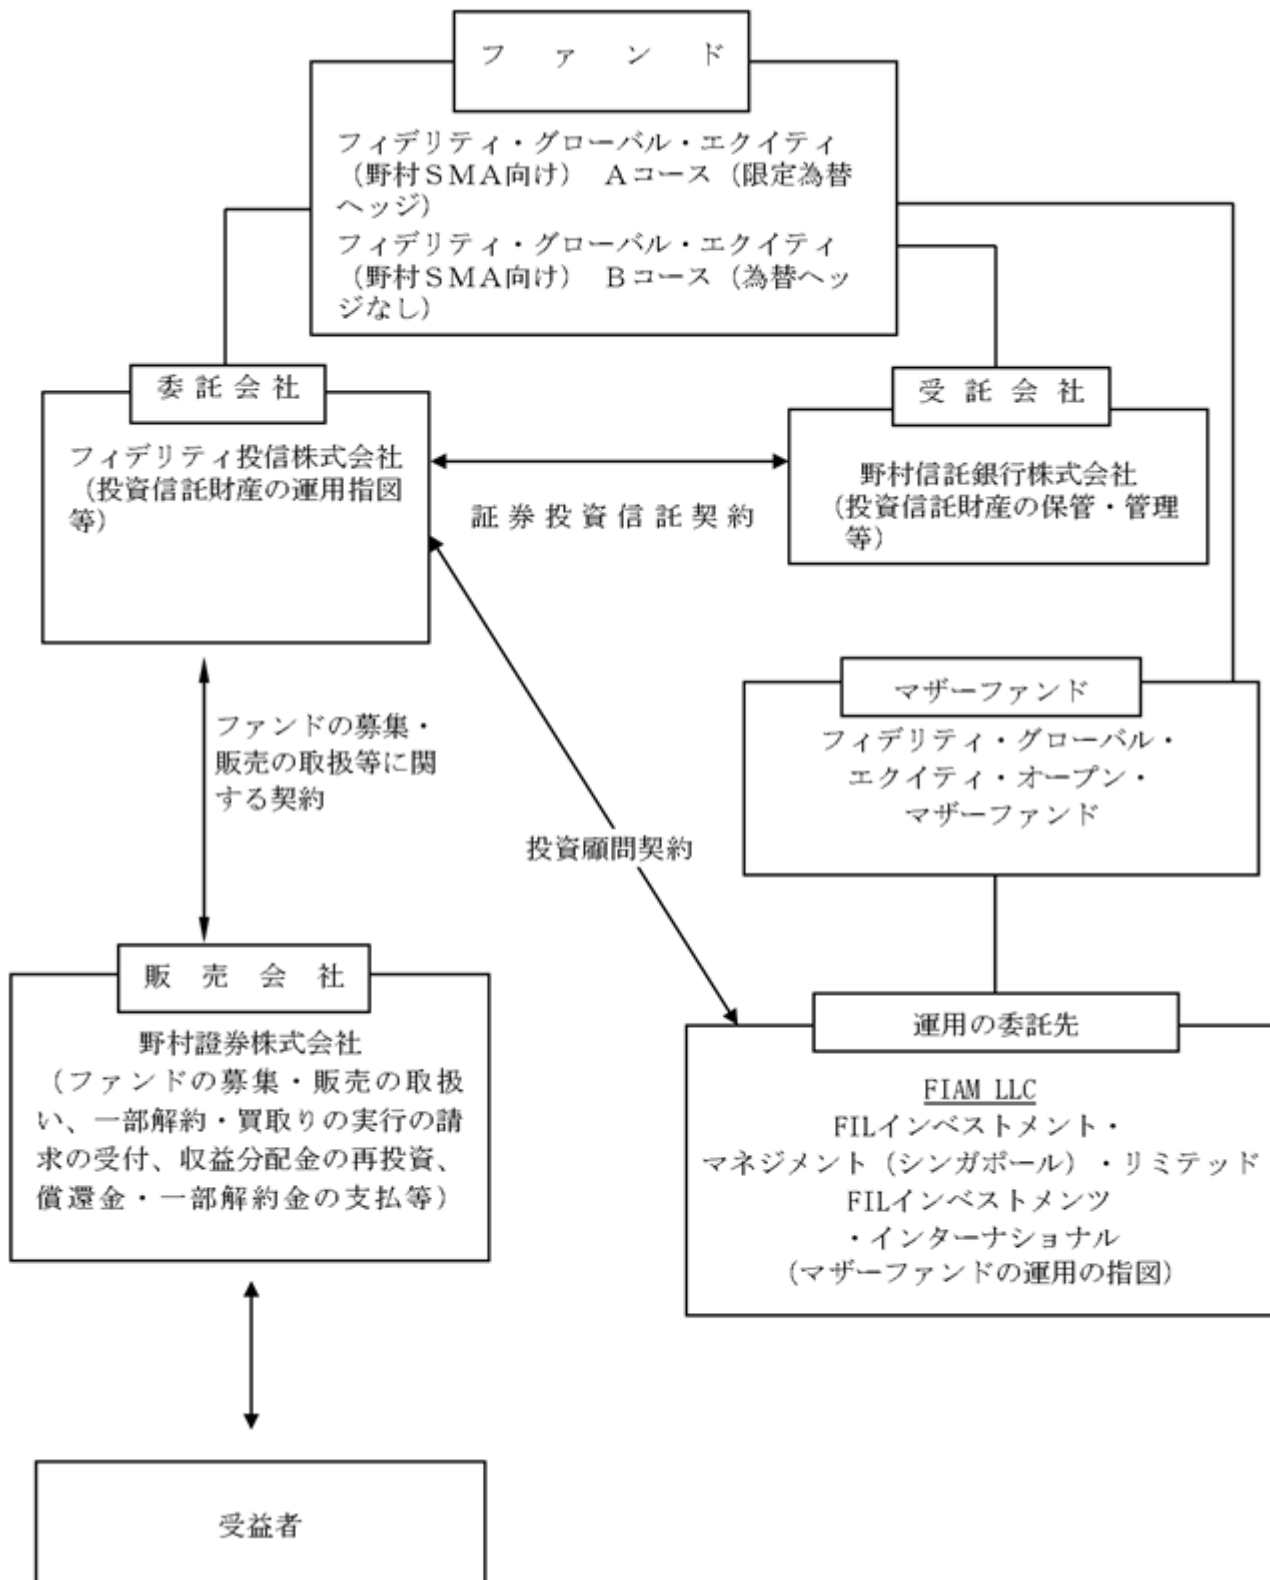 ファンド
フィデリティ・グローバル・エクイティ
（野村ＳＭＡ向け）　Ａコース（限定為替
ヘッジ）
フィデリティ・グローバル・エクイティ
（野村ＳＭＡ向け）　Ｂコース（為替ヘッ
ジなし）
委託会社
フィデリティ投信株式会社
（投資信託財産の運用指図
等）
証券投資信託契約
受託会社
野村信託銀行株式会社
（投資信託財産の保管・管理
等）
ファンドの募集・
販売の取扱等に関
する契約
投資顧問契約
マザーファンド
フィデリティ・グローバル・
エクイティ・オープン・
マザーファンド
販売会社
野村證券株式会社
（ファンドの募集・販売の取扱
い、一部解約・買取りの実行の請
求の受付、収益分配金の再投資、
償還金・一部解約金の支払等）
運用の委託先
FIAM LLC
FILインベストメント・
マネジメント（シンガポール）・リミテッド
FILインベストメンツ
・インターナショナル
（マザーファンドの運用の指図）
受益者